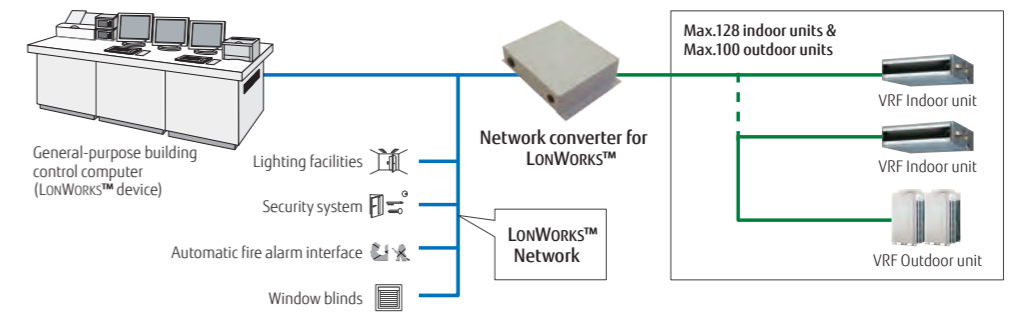 Max.128 indoor units &
Max.100 outdoor units
VRF Indoor unit
VRF Indoor unit
VRF Outdoor unit
Network converter for
LONWORKS™
General-purpose building
control computer
(LONWORKS™ device)
Lighting facilities
Security system
Automatic fire alarm interface
Window blinds
LONWORKS™
Network